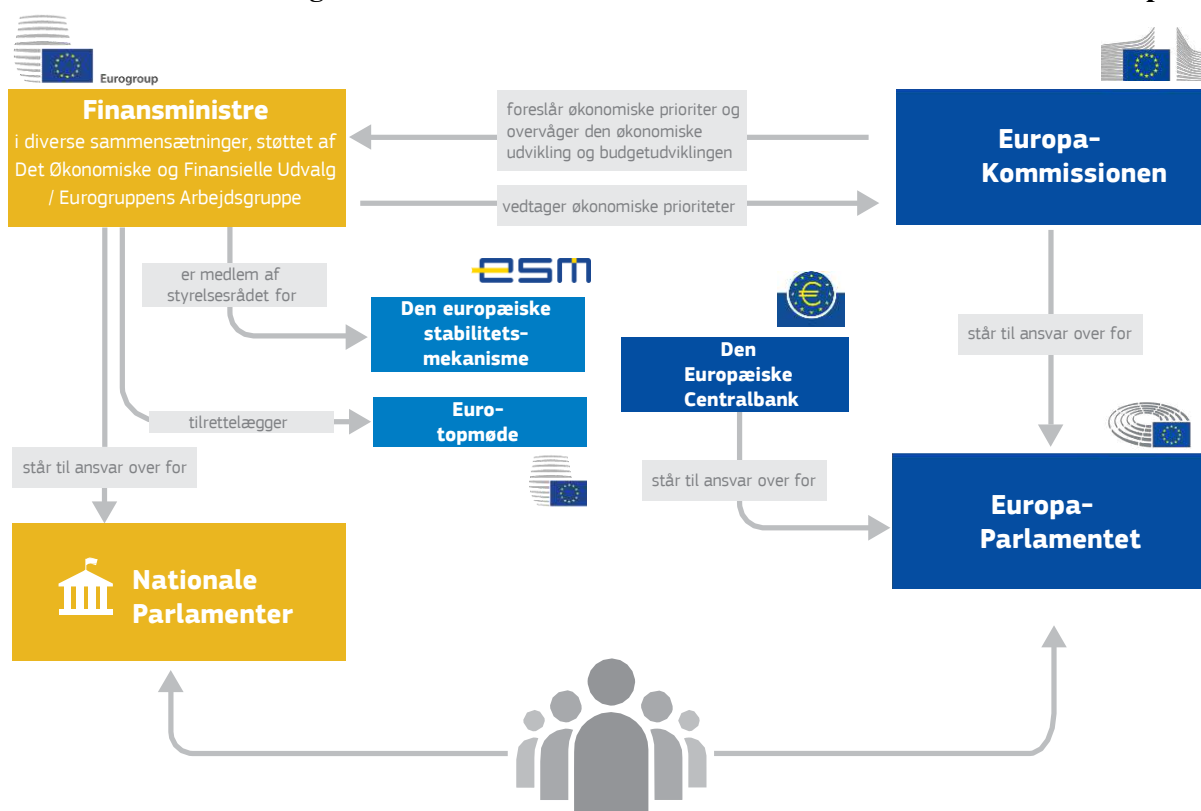 Eurogroup
Finansministre
i diverse sammensætninger, støttet af
Det Økonomiske og Finansielle Udvalg
/ Eurogruppens Arbejdsgruppe
foreslår økonomiske prioriter og
overvåger den økonomiske
udvikling og budgetudviklingen
vedtager økonomiske prioriteter
Europa-
Kommissionen
er medlem af
styrelsesrådet for
esm
Den europæiske
stabilitets-
mekanisme
Den
Europæiske
Centralbank
står til ansvar over for
tilrettelægger
Euro-
topmøde
står til ansvar over for
står til ansvar over for
Europa-
Parlamentet
Nationale
Parlamenter